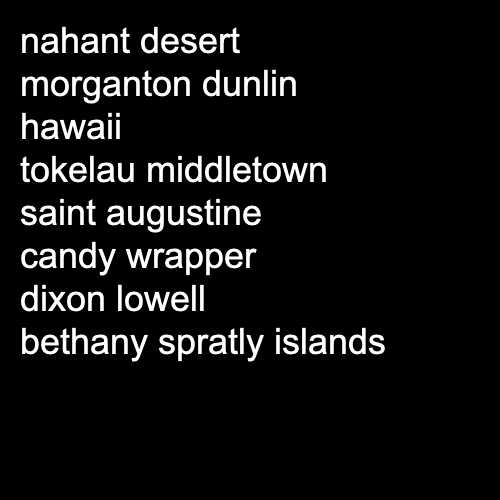 nahant desert
morganton dunlin
hawaii
tokelau middletown
saint augustine
candy wrapper
dixon lowell
bethany spratly islands